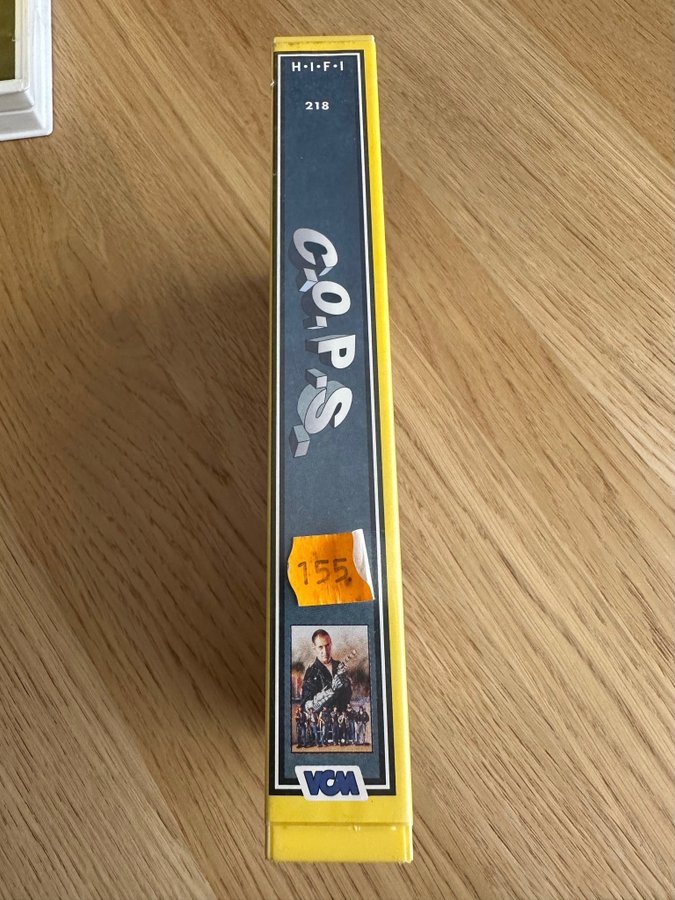 H·I·F·I
218
C.O.P.S.
155.
VCM